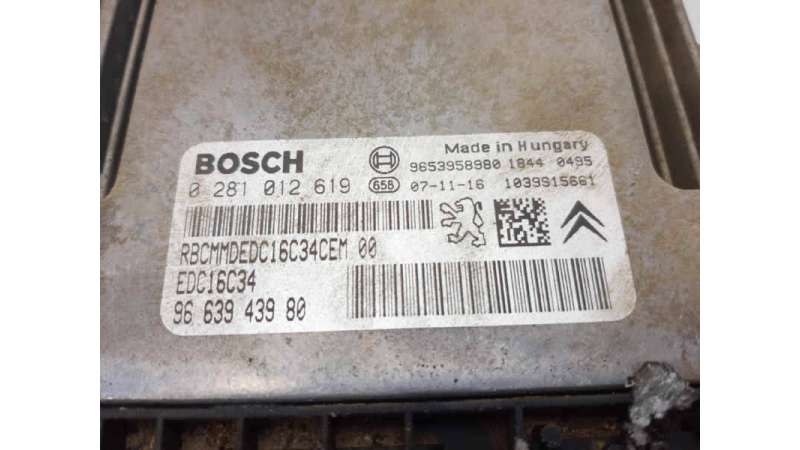 Made in Hungary
BOSCH 9653958980 1844 0495
0 281 012 619 658 07-11-16 1039S15661
RBCMMDEDC16C34CEM 00
EDC16C34
96 639 439 80